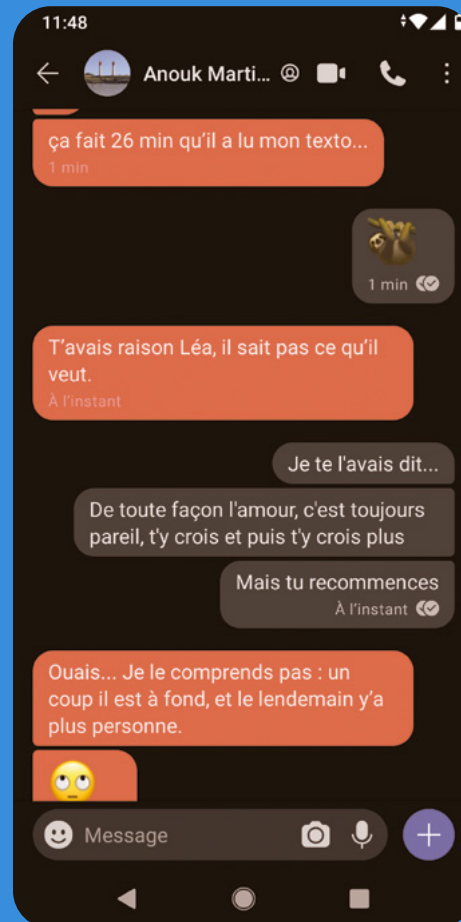 11:48
Anouk Marti...
ça fait 26 min qu'il a lu mon texto...
1 min
1 min
T'avais raison Léa, il sait pas ce qu'il
veut.
À l'instant
Je te l'avais dit...
De toute façon l'amour, c'est toujours
pareil, t'y crois et puis t'y crois plus
Mais tu recommences
À l'instant
Ouais... Je le comprends pas : un
coup il est à fond, et le lendemain y'a
plus personne.
Message